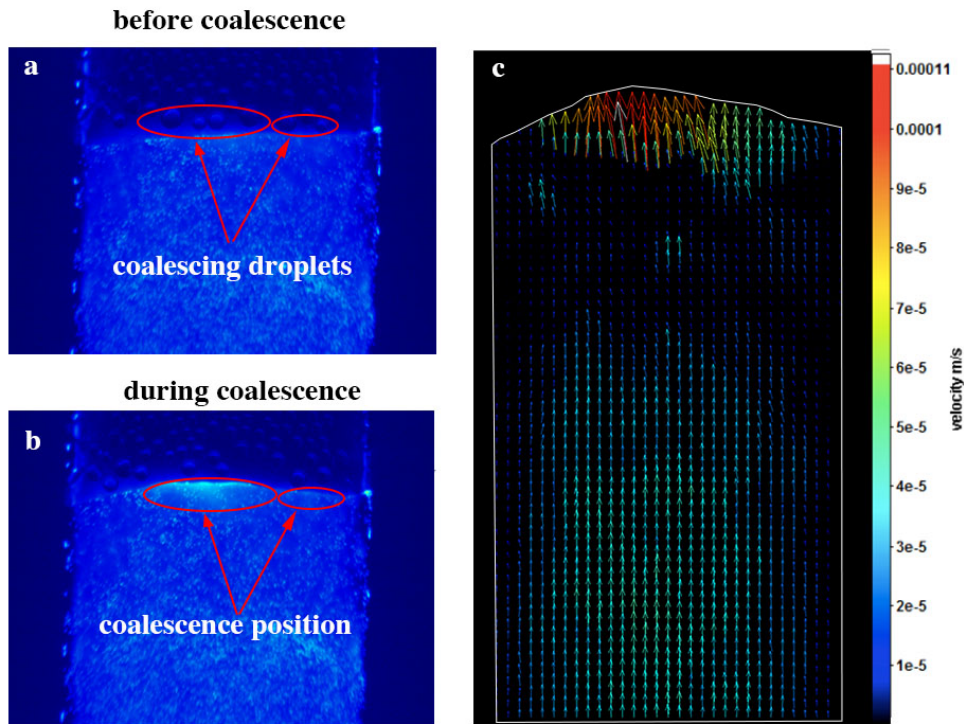 before coalescence
a
coalescing droplets
during coalescence
b
coalescence position
c
0.00011
0.0001
9e-5
8e-5
7e-5
6e-5
5e-5
4e-5
3e-5
2e-5
1e-5
velocity m/s